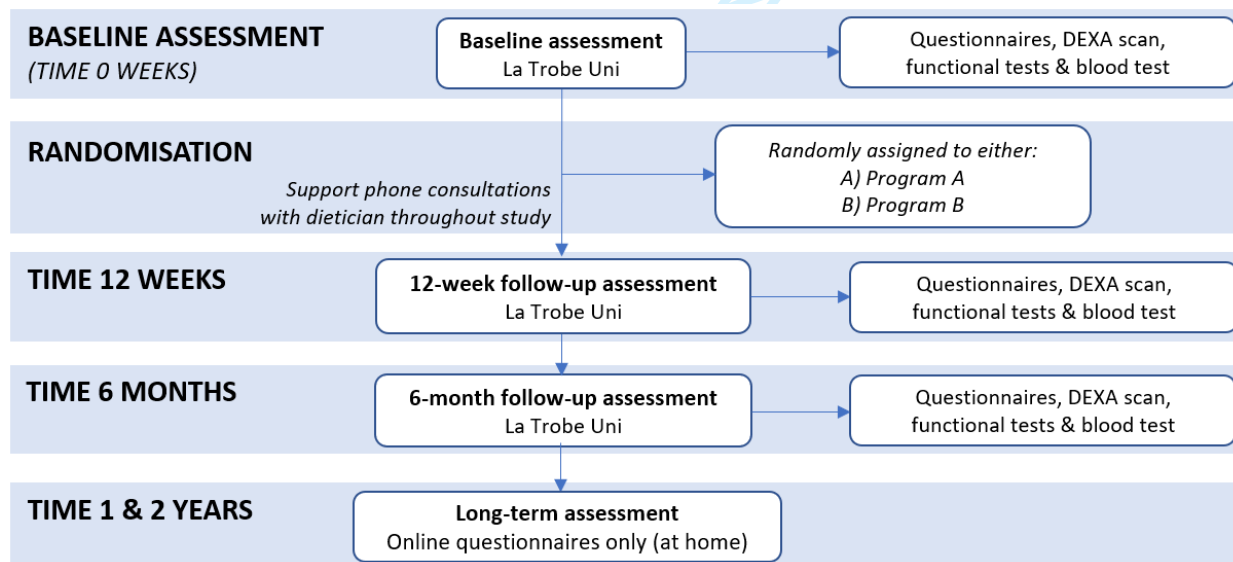 BASELINE ASSESSMENT
(TIME 0 WEEKS)
Baseline assessment
La Trobe Uni
Questionnaires, DEXA scan,
functional tests & blood test
RANDOMISATION
Support phone consultations
with dietician throughout study
Randomly assigned to either:
A) Program A
B) Program B
TIME 12 WEEKS
12-week follow-up assessment
La Trobe Uni
Questionnaires, DEXA scan,
functional tests & blood test
TIME 6 MONTHS
6-month follow-up assessment
La Trobe Uni
Questionnaires, DEXA scan,
functional tests & blood test
TIME 1 & 2 YEARS
Long-term assessment
Online questionnaires only (at home)